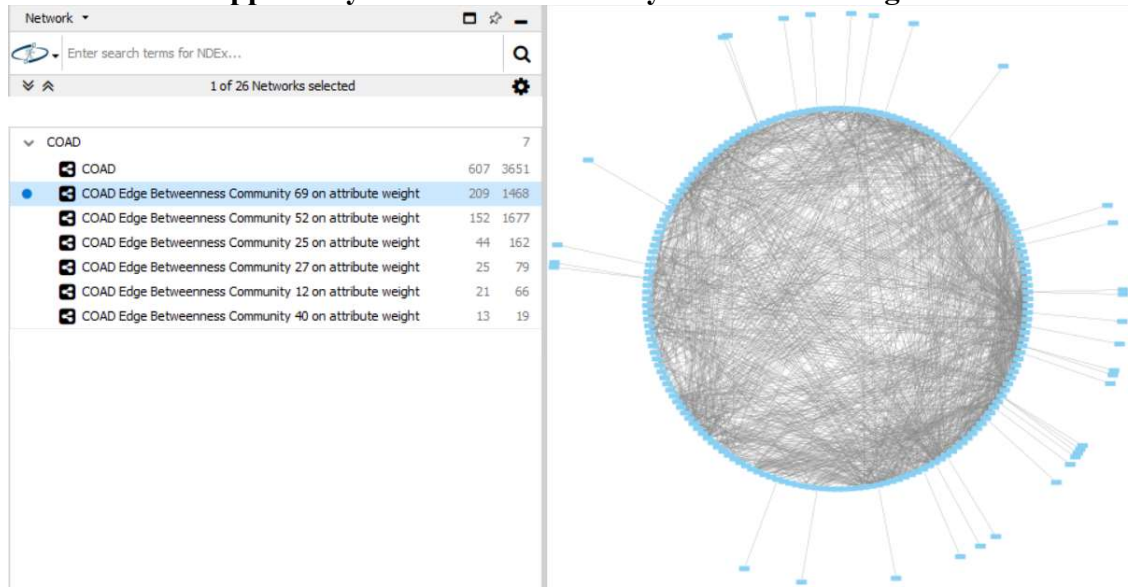 Network
Enter search terms for NDEx...
1 of 26 Networks selected
COAD 7
COAD 607 3651
COAD Edge Betweenness Community 69 on attribute weight 209 1468
COAD Edge Betweenness Community 52 on attribute weight 152 1677
COAD Edge Betweenness Community 25 on attribute weight 44 162
COAD Edge Betweenness Community 27 on attribute weight 25 79
COAD Edge Betweenness Community 12 on attribute weight 21 66
COAD Edge Betweenness Community 40 on attribute weight 13 19